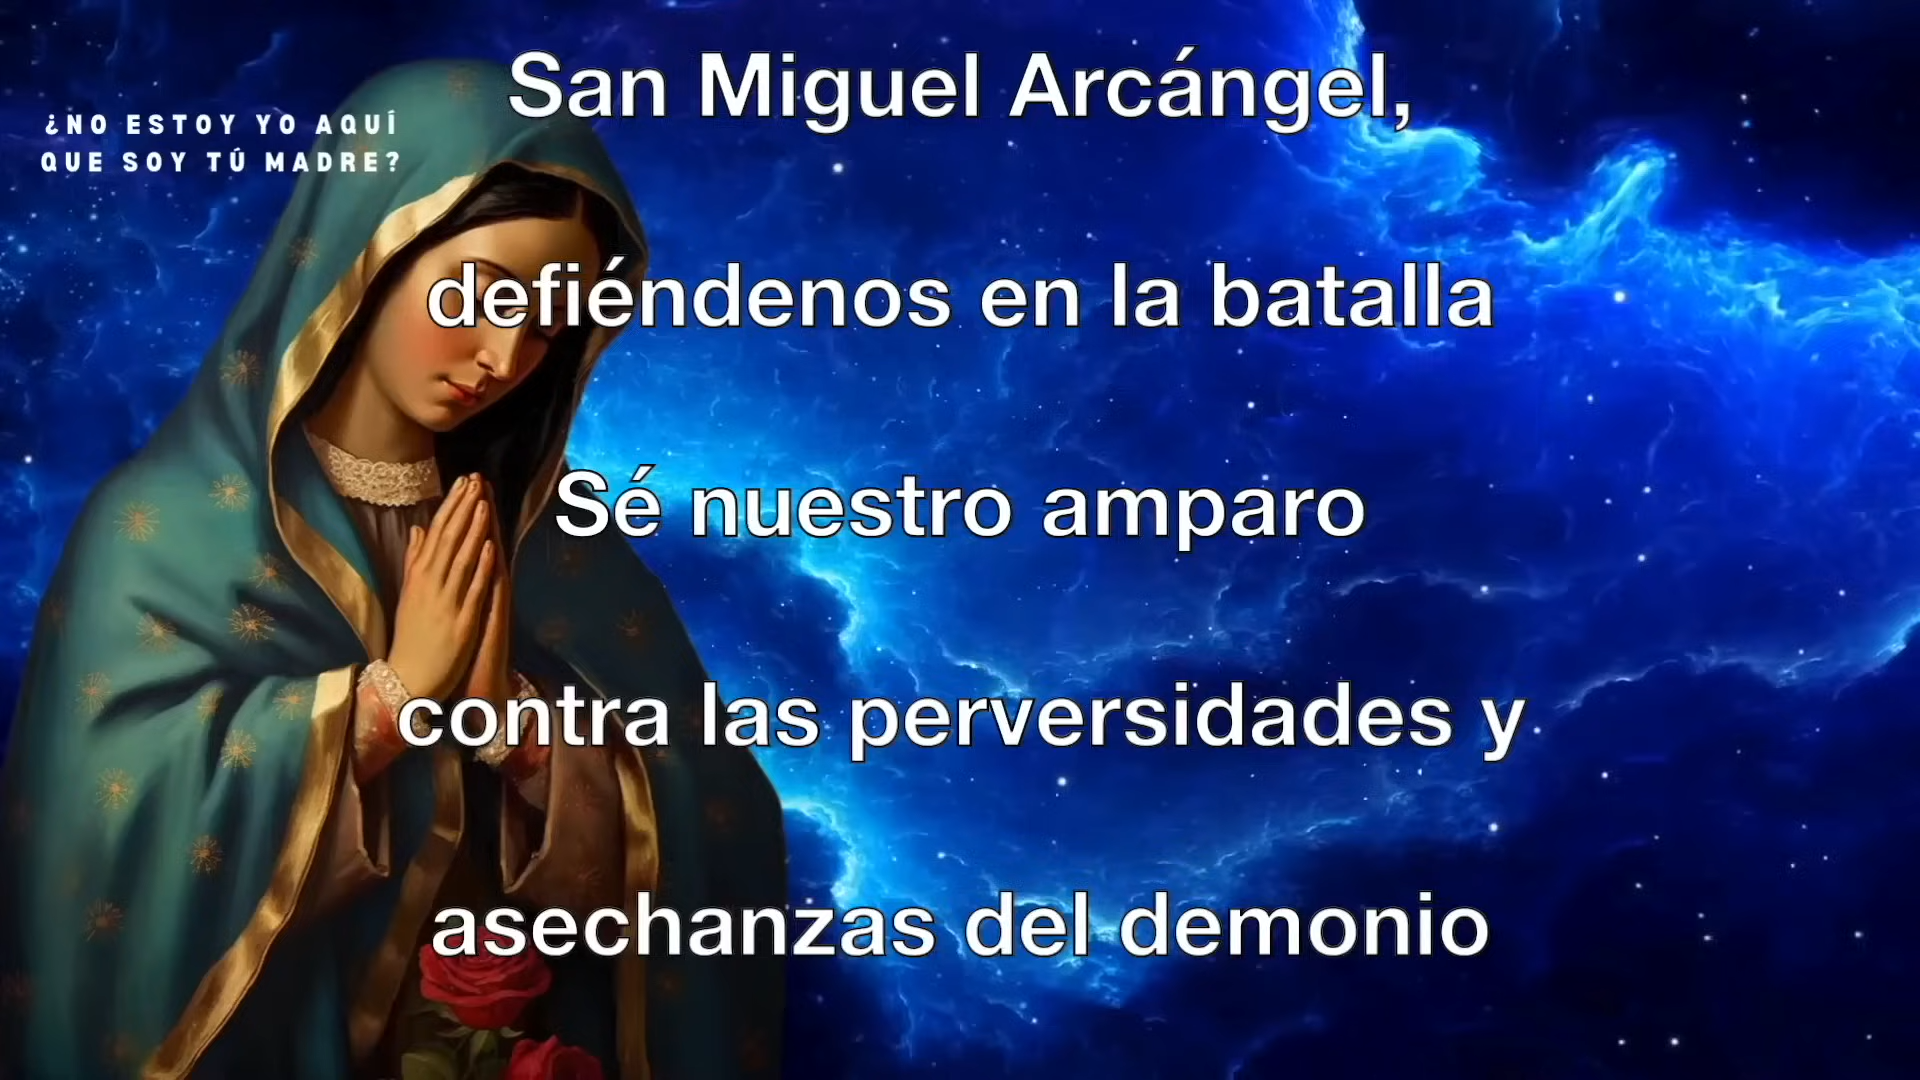 ¿NO ESTOY YO AQUÍ
QUE SOY TÚ MADRE?
San Miguel Arcángel,
defiéndenos en la batalla
Sé nuestro amparo
contra las perversidades y
asechanzas del demonio